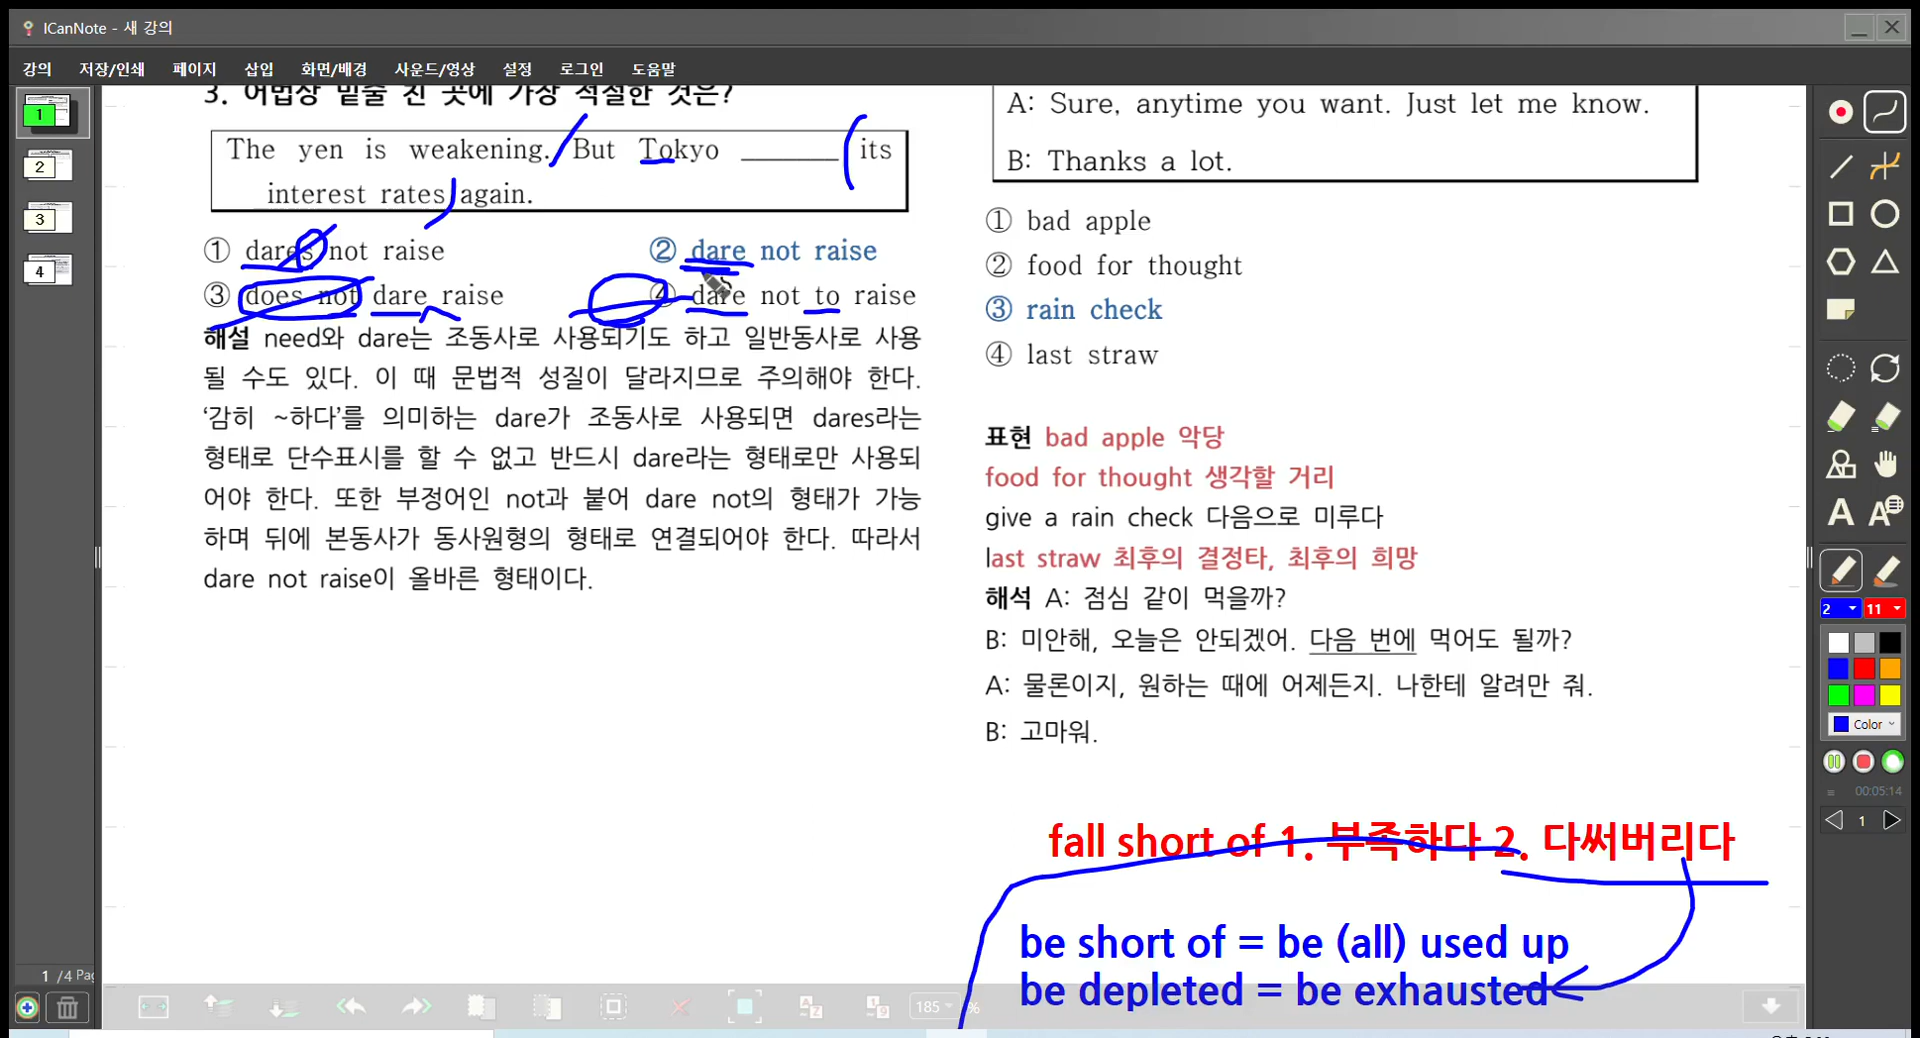 ICanNote - 새 강의
강의 저장/인쇄 페이지 삽입 화면/배경 사운드/영상 설정 로그인 도움말
1
2
3
4
3. 어법상 밑줄 친 곳에 가장 적절한 것은?
The yen is weakening. But Tokyo ________ its
interest rates again.
① dares not raise
② dare not raise
③ does not dare raise
④ dare not to raise
해설 need와 dare는 조동사로 사용되기도 하고 일반동사로 사용
될 수도 있다. 이 때 문법적 성질이 달라지므로 주의해야 한다.
‘감히 ~하다’를 의미하는 dare가 조동사로 사용되면 dares라는
형태로 단수표시를 할 수 없고 반드시 dare라는 형태로만 사용되
어야 한다. 또한 부정어인 not과 붙어 dare not의 형태가 가능
하며 뒤에 본동사가 동사원형의 형태로 연결되어야 한다. 따라서
dare not raise이 올바른 형태이다.
A: Sure, anytime you want. Just let me know.
B: Thanks a lot.
① bad apple
② food for thought
③ rain check
④ last straw
표현 bad apple 악당
food for thought 생각할 거리
give a rain check 다음으로 미루다
last straw 최후의 결정타, 최후의 희망
해석 A: 점심 같이 먹을까?
B: 미안해, 오늘은 안되겠어. 다음 번에 먹어도 될까?
A: 물론이지, 원하는 때에 어제든지. 나한테 알려만 줘.
B: 고마워.
fall short of 1. 부족하다 2. 다써버리다
be short of = be (all) used up
be depleted = be exhausted
2 11
Color
00:05:14
1
1 /4 Pag
185 %